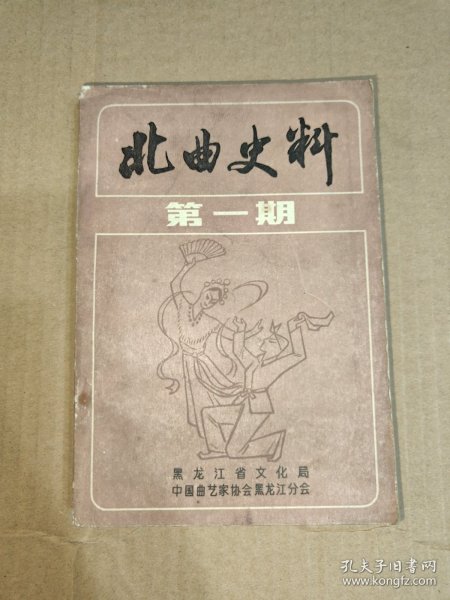 北曲史料
第一期
黑龙江省文化局
中国曲艺家协会黑龙江分会
孔夫子旧书网
www.kongfz.com